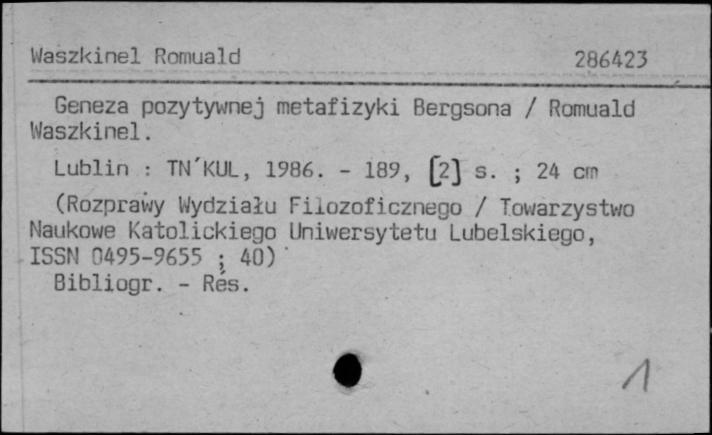 Waszkinel Romuald 286423
Geneza pozytywnej metafizyki Bergsona / Romuald
Waszkinel.
Lublin : TN´KUL, 1986. - 189, [2] s. ; 24 cm
(Rozprawy Wydziału Filozoficznego / Towarzystwo
Naukowe Katolickiego Uniwersytetu Lubelskiego,
ISSN 0495-9655 ; 40)
Bibliogr. - Rés.
1